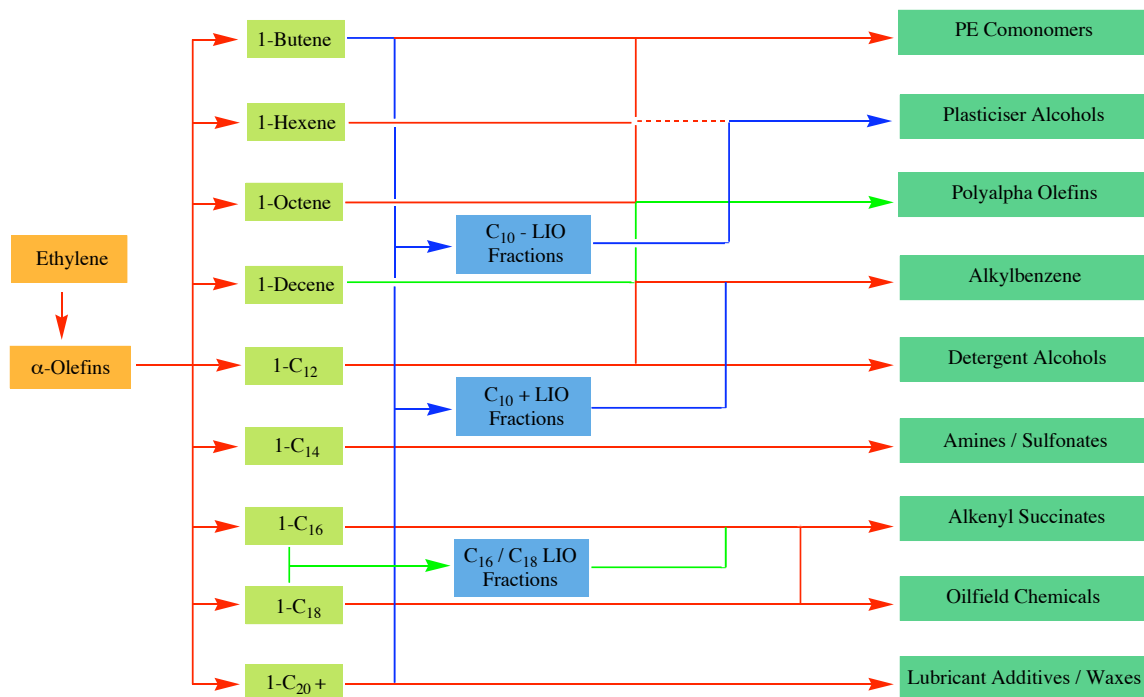 1-Butene
PE Comonomers
1-Hexene
Plasticiser Alcohols
1-Octene
Polyalpha Olefins
C₁₀ - LIO
Fractions
Ethylene
1-Decene
Alkylbenzene
α-Olefins
1-C₁₂
Detergent Alcohols
C₁₀ + LIO
Fractions
1-C₁₄
Amines / Sulfonates
1-C₁₆
Alkenyl Succinates
C₁₆ / C₁₈ LIO
Fractions
1-C₁₈
Oilfield Chemicals
1-C₂₀ +
Lubricant Additives / Waxes